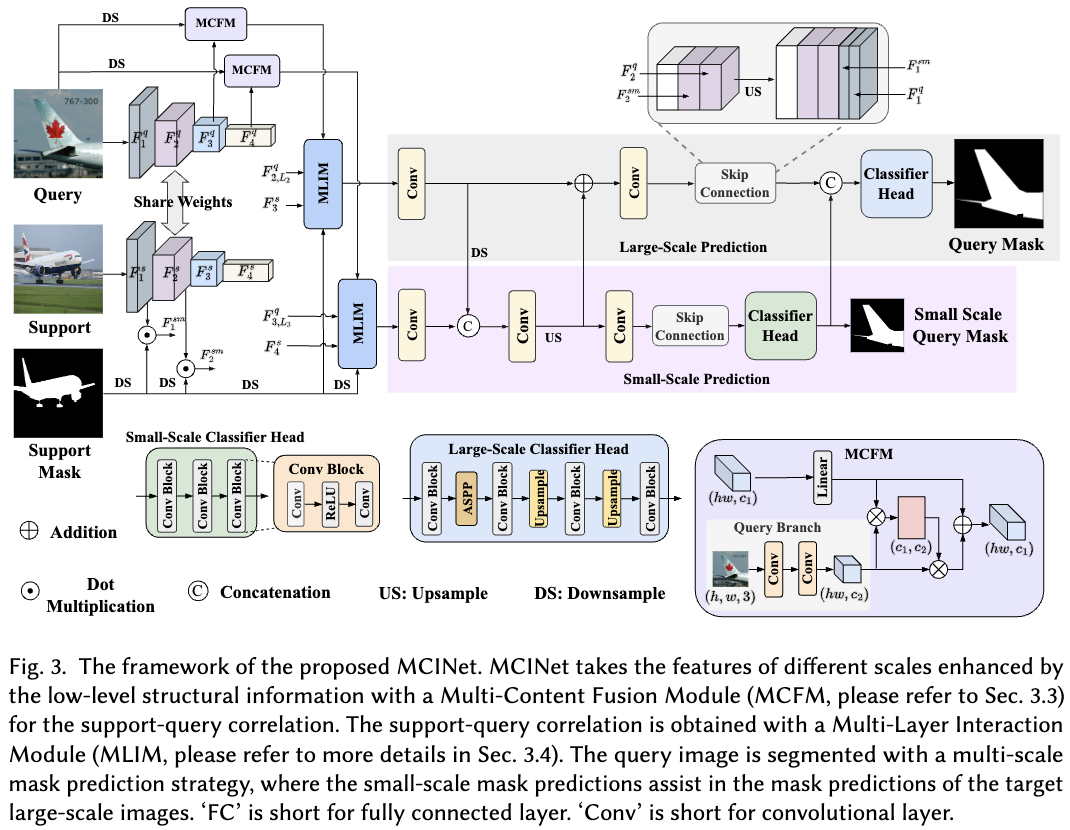 DS
MCFM
DS
MCFM
767-300
F_1^q
F_2^q
F_3^q
F_4^q
Query
Share Weights
F_1^s
F_2^s
F_3^s
F_4^s
Support
F_1^{sm}
F_2^{sm}
DS
DS
DS
DS
Support
Mask
F_{2,L_2}^q
F_3^s
MLIM
F_{3,L_3}^q
F_4^s
MLIM
F_2^q
F_2^{sm}
US
F_1^{sm}
F_1^q
Conv
Conv
Skip
Connection
C
Classifier
Head
Large-Scale Prediction
Query Mask
DS
Conv
C
Conv
US
Conv
Skip
Connection
Classifier
Head
Small Scale
Query Mask
Small-Scale Prediction
Small-Scale Classifier Head
Conv Block
Conv Block
Conv Block
Conv Block
Conv
ReLU
Conv
Large-Scale Classifier Head
Conv Block
ASPP
Conv Block
Upsample
Conv Block
Upsample
Conv Block
MCFM
(hw, c_1)
Linear
Query Branch
(h, w, 3)
Conv
Conv
(hw, c_2)
(c_1, c_2)
(hw, c_1)
Addition
Dot
Multiplication
C
Concatenation
US: Upsample
DS: Downsample
Fig. 3. The framework of the proposed MCINet. MCINet takes the features of different scales enhanced by
the low-level structural information with a Multi-Content Fusion Module (MCFM, please refer to Sec. 3.3)
for the support-query correlation. The support-query correlation is obtained with a Multi-Layer Interaction
Module (MLIM, please refer to more details in Sec. 3.4). The query image is segmented with a multi-scale
mask prediction strategy, where the small-scale mask predictions assist in the mask predictions of the target
large-scale images. ‘FC’ is short for fully connected layer. ‘Conv’ is short for convolutional layer.